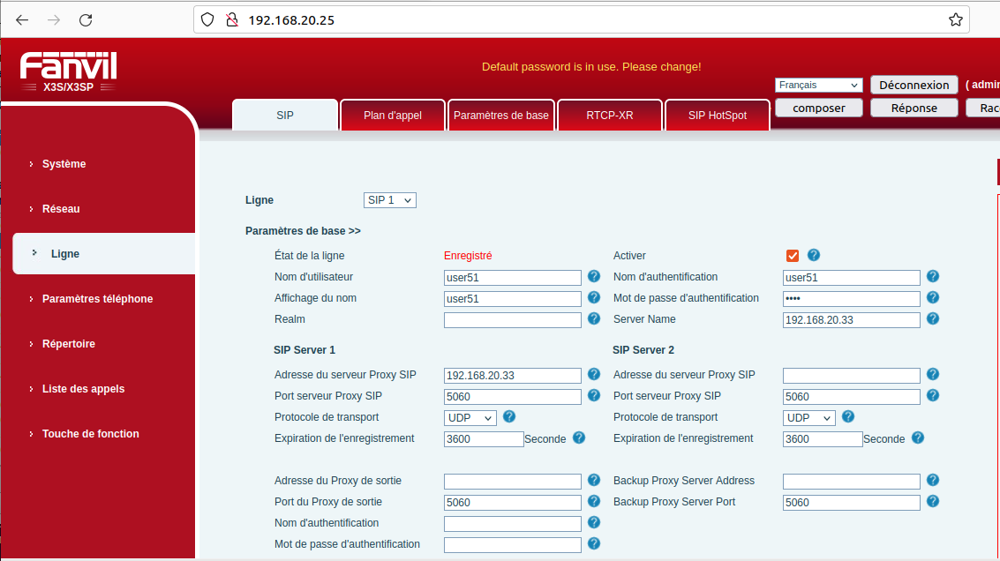 192.168.20.25
Fanvil
X3S/X3SP
Default password is in use. Please change!
Français Déconnexion ( admin
composer Réponse Racc
SIP Plan d'appel Paramètres de base RTCP-XR SIP HotSpot
Système
Réseau
Ligne
Paramètres téléphone
Répertoire
Liste des appels
Touche de fonction
Ligne SIP 1
Paramètres de base >>
État de la ligne Enregistré Activer
Nom d'utilisateur user51 Nom d'authentification user51
Affichage du nom user51 Mot de passe d'authentification ••••
Realm Server Name 192.168.20.33
SIP Server 1 SIP Server 2
Adresse du serveur Proxy SIP 192.168.20.33 Adresse du serveur Proxy SIP
Port serveur Proxy SIP 5060 Port serveur Proxy SIP 5060
Protocole de transport UDP Protocole de transport UDP
Expiration de l'enregistrement 3600 Seconde Expiration de l'enregistrement 3600 Seconde
Adresse du Proxy de sortie Backup Proxy Server Address
Port du Proxy de sortie 5060 Backup Proxy Server Port 5060
Nom d'authentification
Mot de passe d'authentification